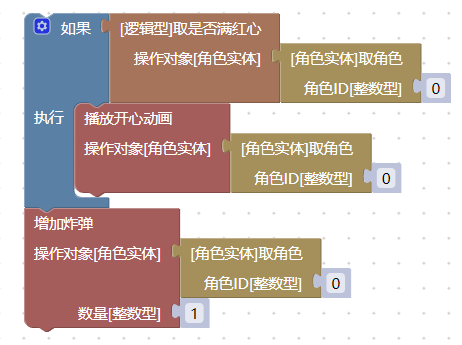 如果 [逻辑型]取是否满红心
操作对象[角色实体] [角色实体]取角色
角色ID[整数型] 0
执行 播放开心动画
操作对象[角色实体] [角色实体]取角色
角色ID[整数型] 0
增加炸弹
操作对象[角色实体] [角色实体]取角色
角色ID[整数型] 0
数量[整数型] 1